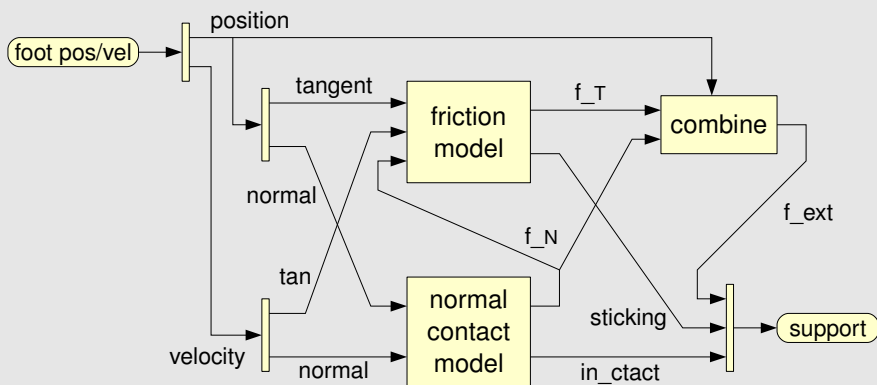 position
foot pos/vel
tangent
f_T
friction
model
combine
normal
f_N
f_ext
tan
normal
contact
model
sticking
support
velocity
normal
in_ctact